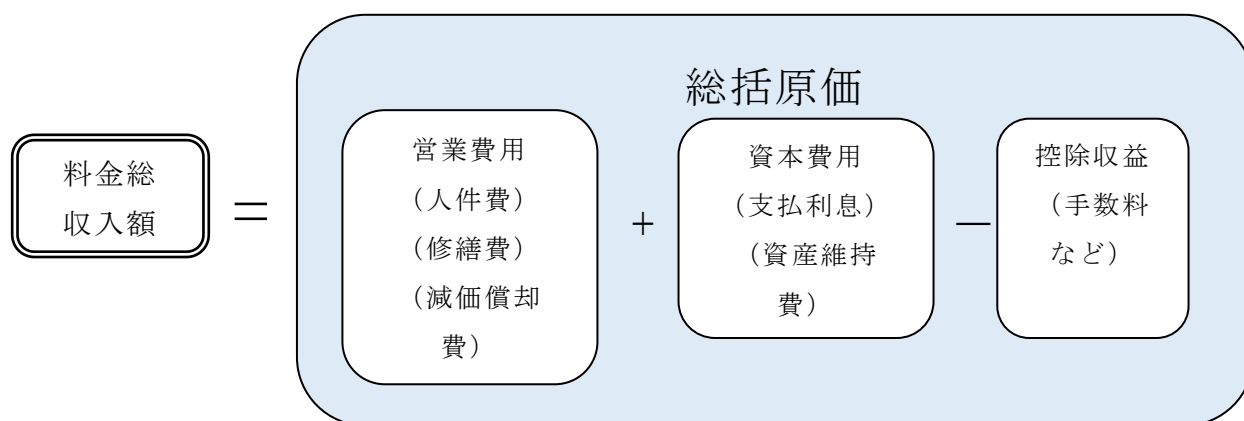 総括原価
料金総
収入額
＝
営業費用
（人件費）
（修繕費）
（減価償却
費）
+
資本費用
（支払利息）
（資産維持
費）
―
控除収益
（手数料
など）